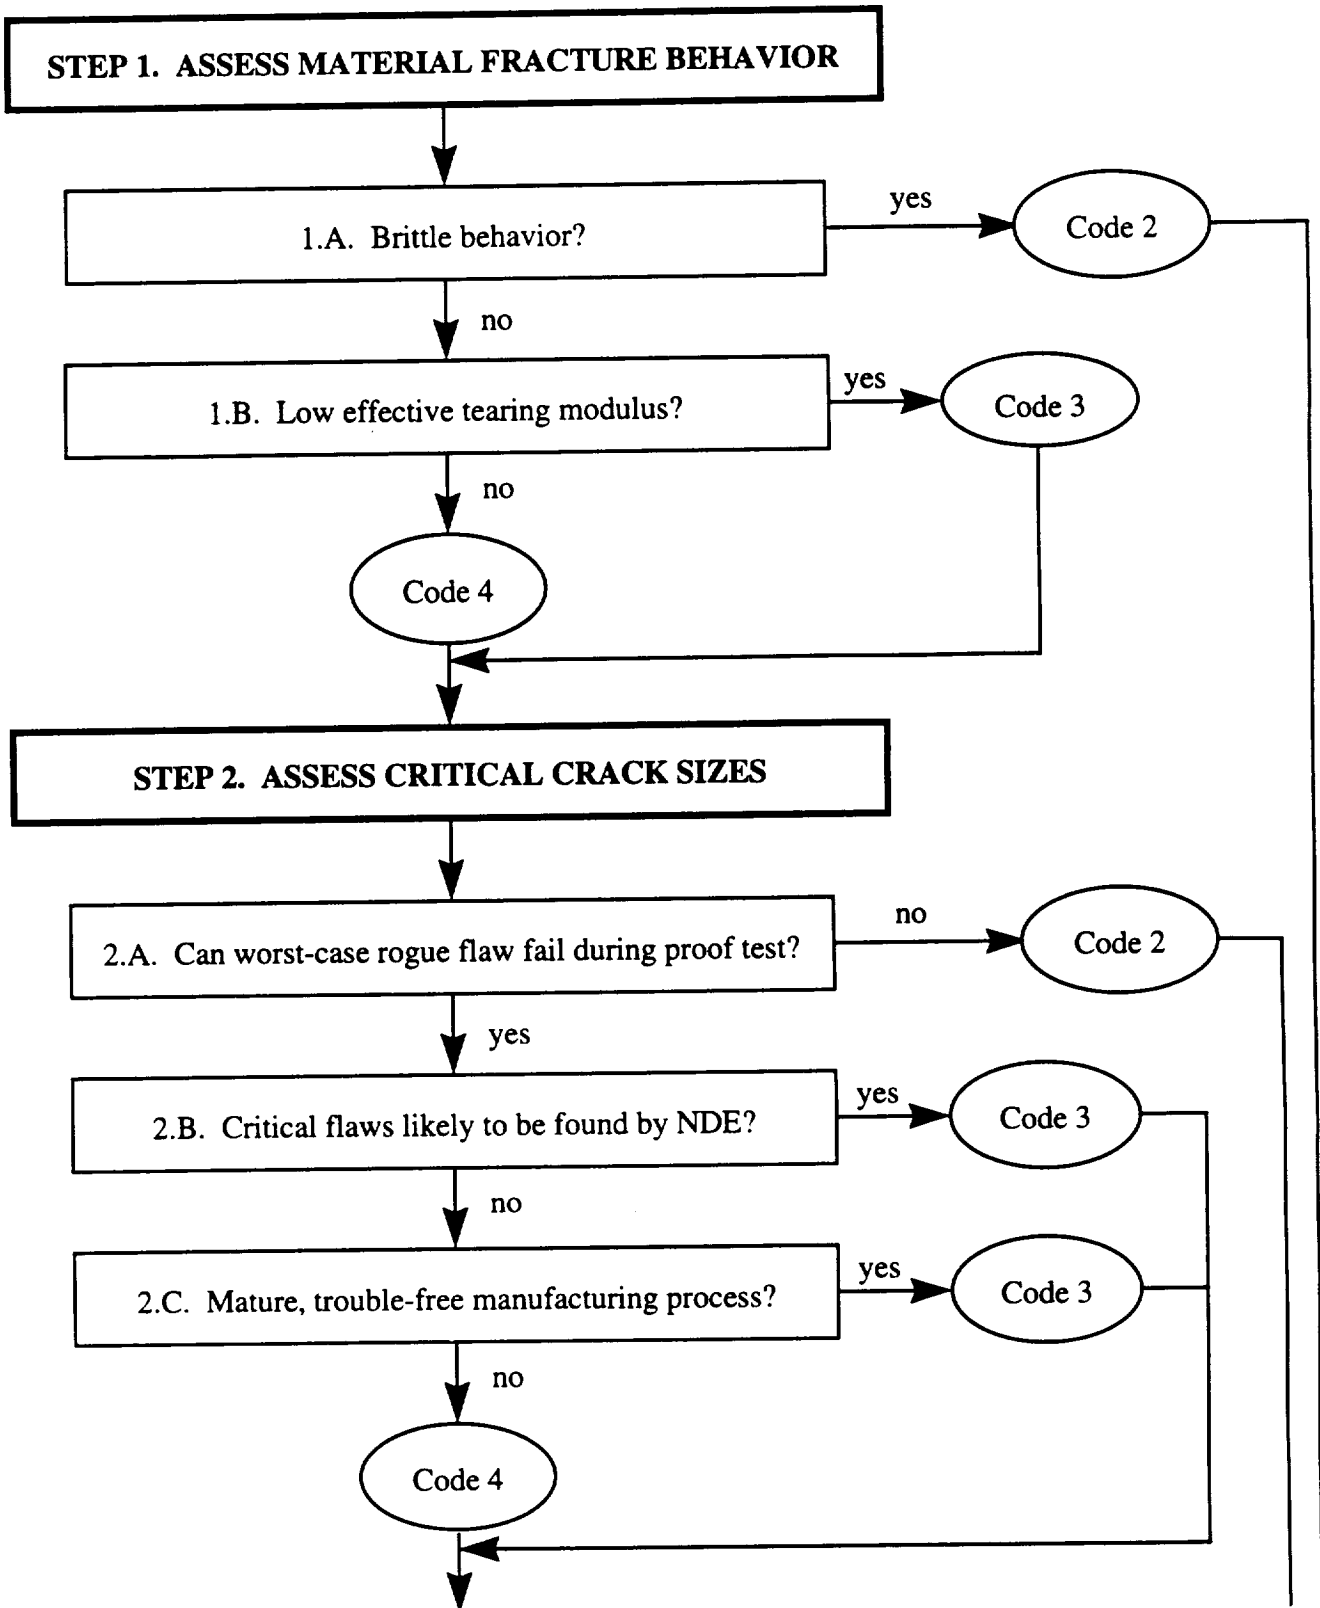 STEP 1. ASSESS MATERIAL FRACTURE BEHAVIOR
1.A. Brittle behavior?
yes
Code 2
no
1.B. Low effective tearing modulus?
yes
Code 3
no
Code 4
STEP 2. ASSESS CRITICAL CRACK SIZES
2.A. Can worst-case rogue flaw fail during proof test?
no
Code 2
yes
2.B. Critical flaws likely to be found by NDE?
yes
Code 3
no
2.C. Mature, trouble-free manufacturing process?
yes
Code 3
no
Code 4